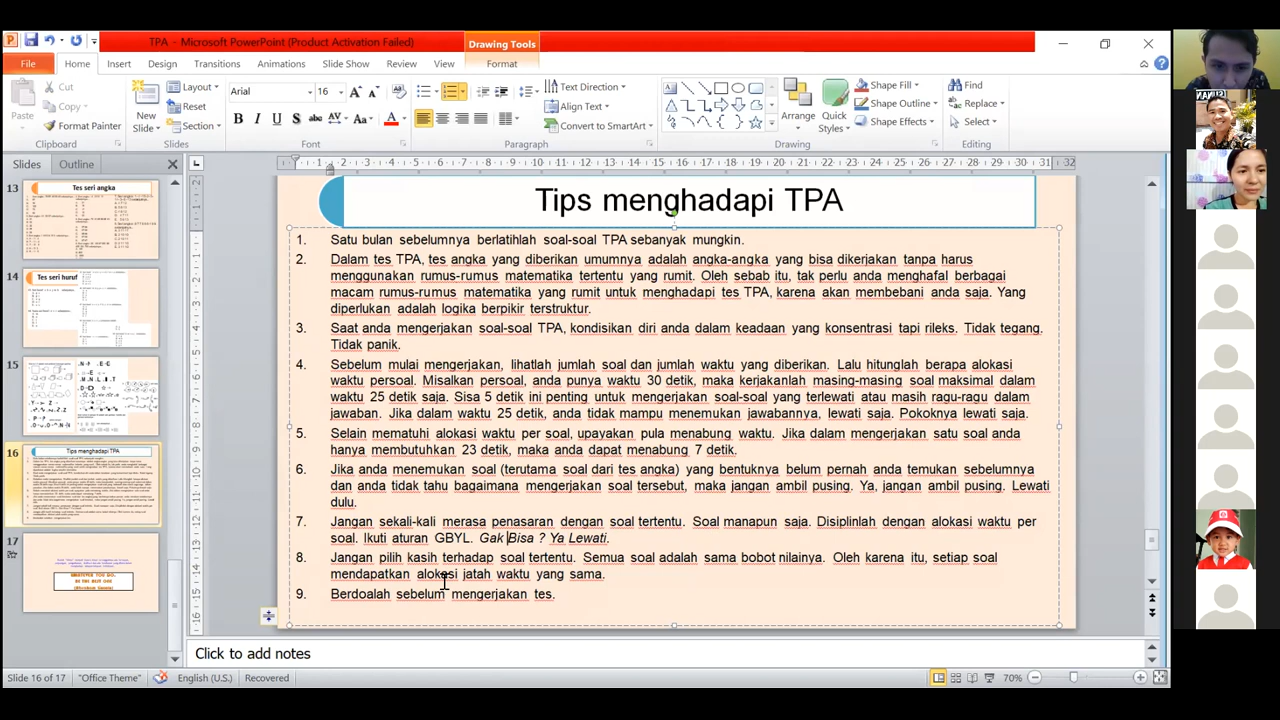 TPA - Microsoft PowerPoint (Product Activation Failed)
Drawing Tools
File
Home
Insert
Design
Transitions
Animations
Slide Show
Review
View
Format
Paste
Cut
Copy
Format Painter
Clipboard
New Slide
Layout
Reset
Section
Slides
Arial
16
Font
Text Direction
Align Text
Convert to SmartArt
Paragraph
Arrange
Quick Styles
Shape Fill
Shape Outline
Shape Effects
Drawing
Find
Replace
Select
Editing
Slides
Outline
13
Tes seri angka
14
Tes seri huruf
15
16
Tips menghadapi TPA
17
Tips menghadapi TPA
1. Satu bulan sebelumnya berlatihlah soal-soal TPA sebanyak mungkin.
2. Dalam tes TPA, tes angka yang diberikan umumnya adalah angka-angka yang bisa dikerjakan tanpa harus
menggunakan rumus-rumus matematika tertentu yang rumit. Oleh sebab itu tak perlu anda menghafal berbagai
macam rumus-rumus matematika yang rumit untuk menghadapi tes TPA, karena akan membebani anda saja. Yang
diperlukan adalah logika berpikir terstruktur.
3. Saat anda mengerjakan soal-soal TPA, kondisikan diri anda dalam keadaan yang konsentrasi tapi rileks. Tidak tegang.
Tidak panik.
4. Sebelum mulai mengerjakan, lihatlah jumlah soal dan jumlah waktu yang diberikan. Lalu hitunglah berapa alokasi
waktu persoal. Misalkan persoal, anda punya waktu 30 detik, maka kerjakanlah masing-masing soal maksimal dalam
waktu 25 detik saja. Sisa 5 detik ini penting untuk mengerjakan soal-soal yang terlewati atau masih ragu-ragu dalam
jawaban. Jika dalam waktu 25 detik, anda tidak mampu menemukan jawabannya, lewati saja. Pokoknya lewati saja.
5. Selain mematuhi alokasi waktu per soal, upayakan pula menabung waktu. Jika dalam mengerjakan satu soal anda
hanya membutuhkan 23 detik, maka anda dapat menabung 7 detik.
6. Jika anda menemukan soal (terutama soal dari tes angka) yang bentuknya belum pernah anda temukan sebelumnya
dan anda tidak tahu bagaimana mengerjakan soal tersebut, maka jangan ambil pusing. Ya, jangan ambil pusing. Lewati
dulu.
7. Jangan sekali-kali merasa penasaran dengan soal tertentu. Soal manapun saja. Disiplinlah dengan alokasi waktu per
soal. Ikuti aturan GBYL. Gak Bisa ? Ya Lewati.
8. Jangan pilih kasih terhadap soal tertentu. Semua soal adalah sama bobot nilainya. Oleh karena itu, setiap soal
mendapatkan alokasi jatah waktu yang sama.
9. Berdoalah sebelum mengerjakan tes.
Click to add notes
Slide 16 of 17
"Office Theme"
English (U.S.)
Recovered
70%